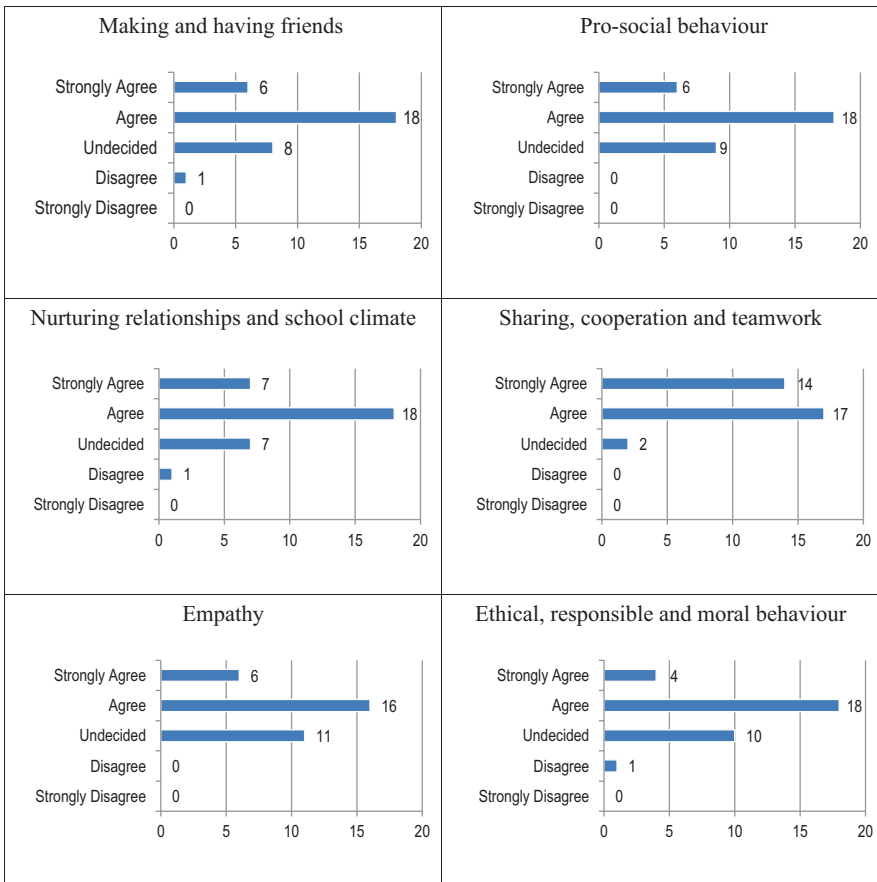 Making and having friends
Strongly Agree 6
Agree 18
Undecided 8
Disagree 1
Strongly Disagree 0
0 5 10 15 20
Pro-social behaviour
Strongly Agree 6
Agree 18
Undecided 9
Disagree 0
Strongly Disagree 0
0 5 10 15 20
Nurturing relationships and school climate
Strongly Agree 7
Agree 18
Undecided 7
Disagree 1
Strongly Disagree 0
0 5 10 15 20
Sharing, cooperation and teamwork
Strongly Agree 14
Agree 17
Undecided 2
Disagree 0
Strongly Disagree 0
0 5 10 15 20
Empathy
Strongly Agree 6
Agree 16
Undecided 11
Disagree 0
Strongly Disagree 0
0 5 10 15 20
Ethical, responsible and moral behaviour
Strongly Agree 4
Agree 18
Undecided 10
Disagree 1
Strongly Disagree 0
0 5 10 15 20